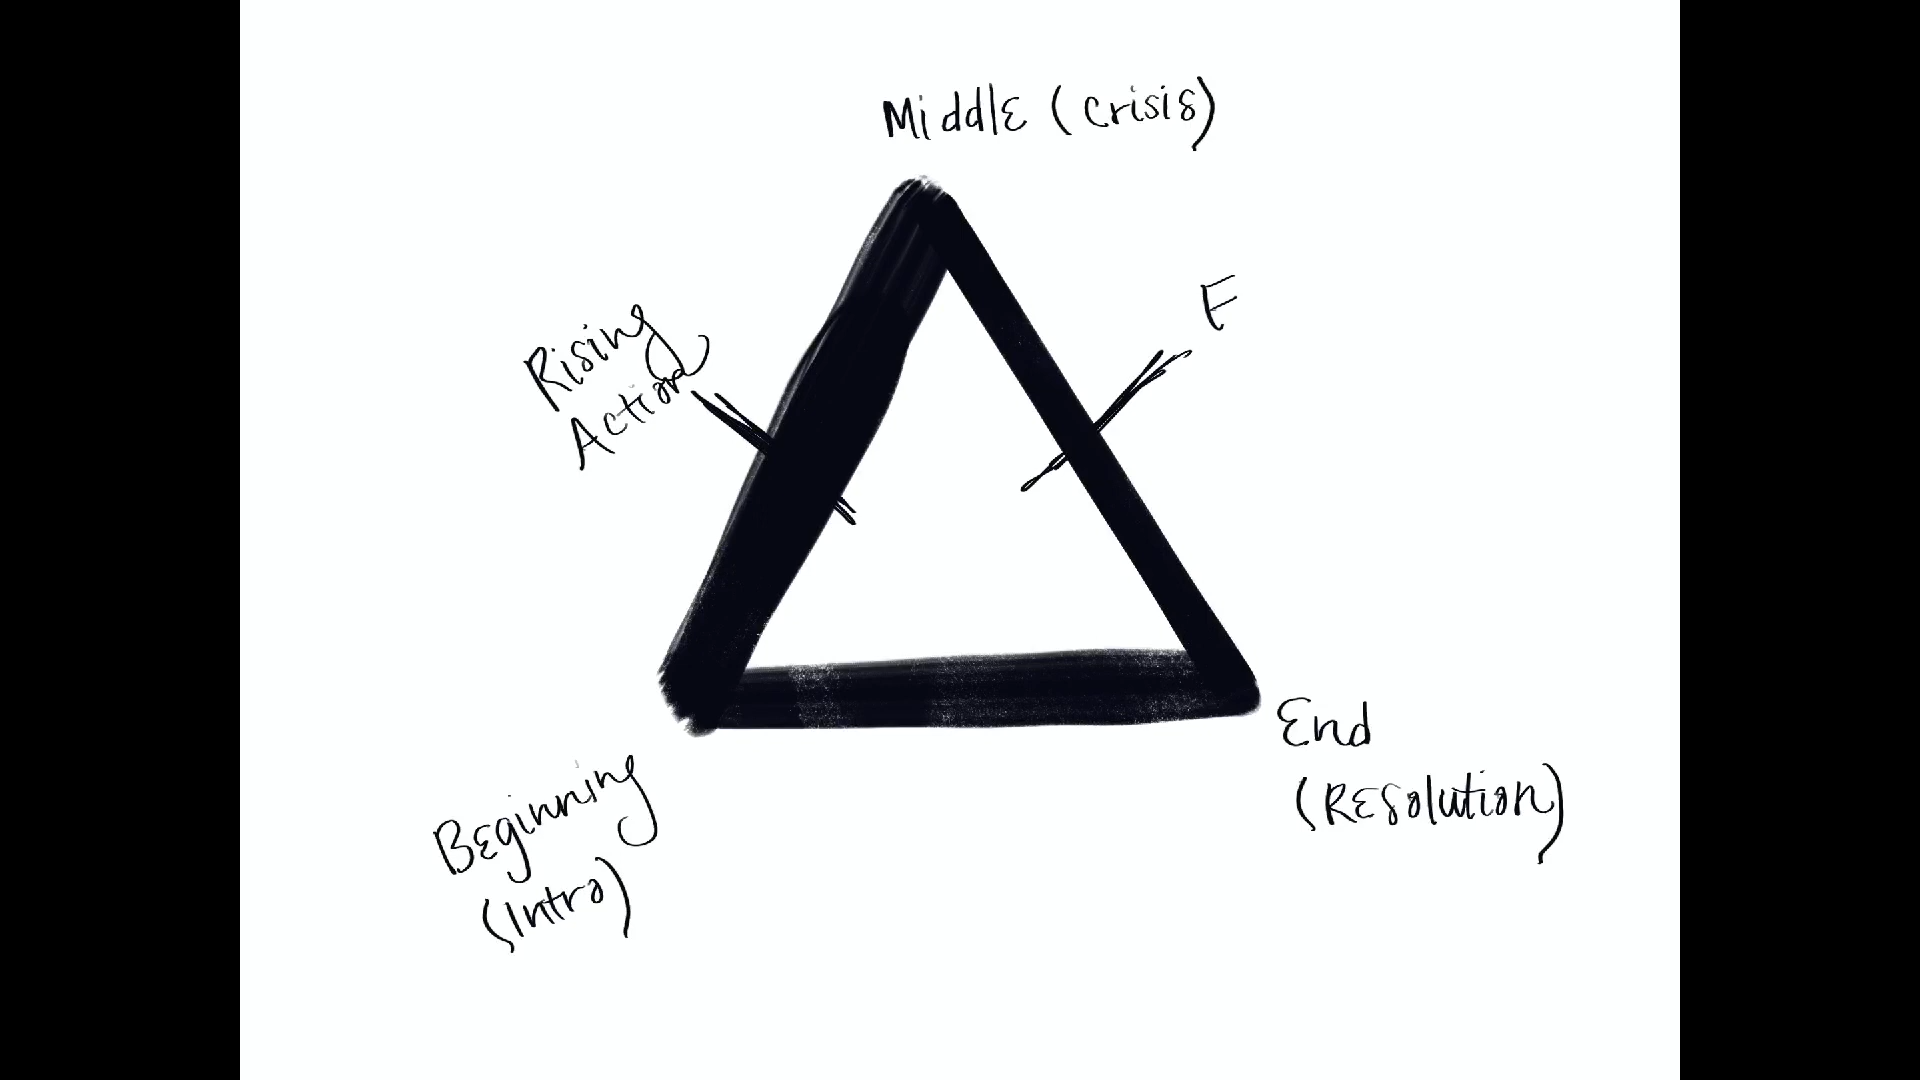 Middle (Crisis)
Rising
Action
F
End
(Resolution)
Beginning
(Intro)